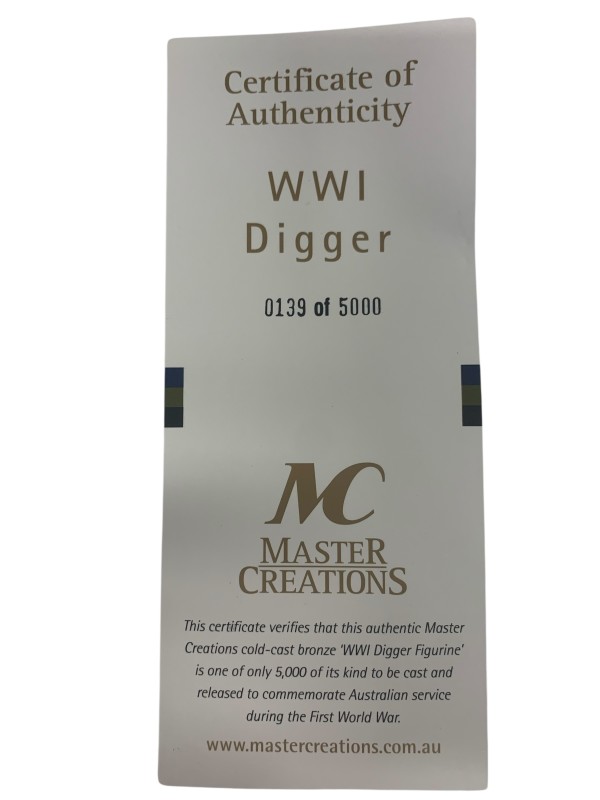 Certificate of
Authenticity
WWI
Digger
0139 of 5000
MC
MASTER
CREATIONS
This certificate verifies that this authentic Master
Creations cold-cast bronze 'WWI Digger Figurine'
is one of only 5,000 of its kind to be cast and
released to commemorate Australian service
during the First World War.
www.mastercreations.com.au